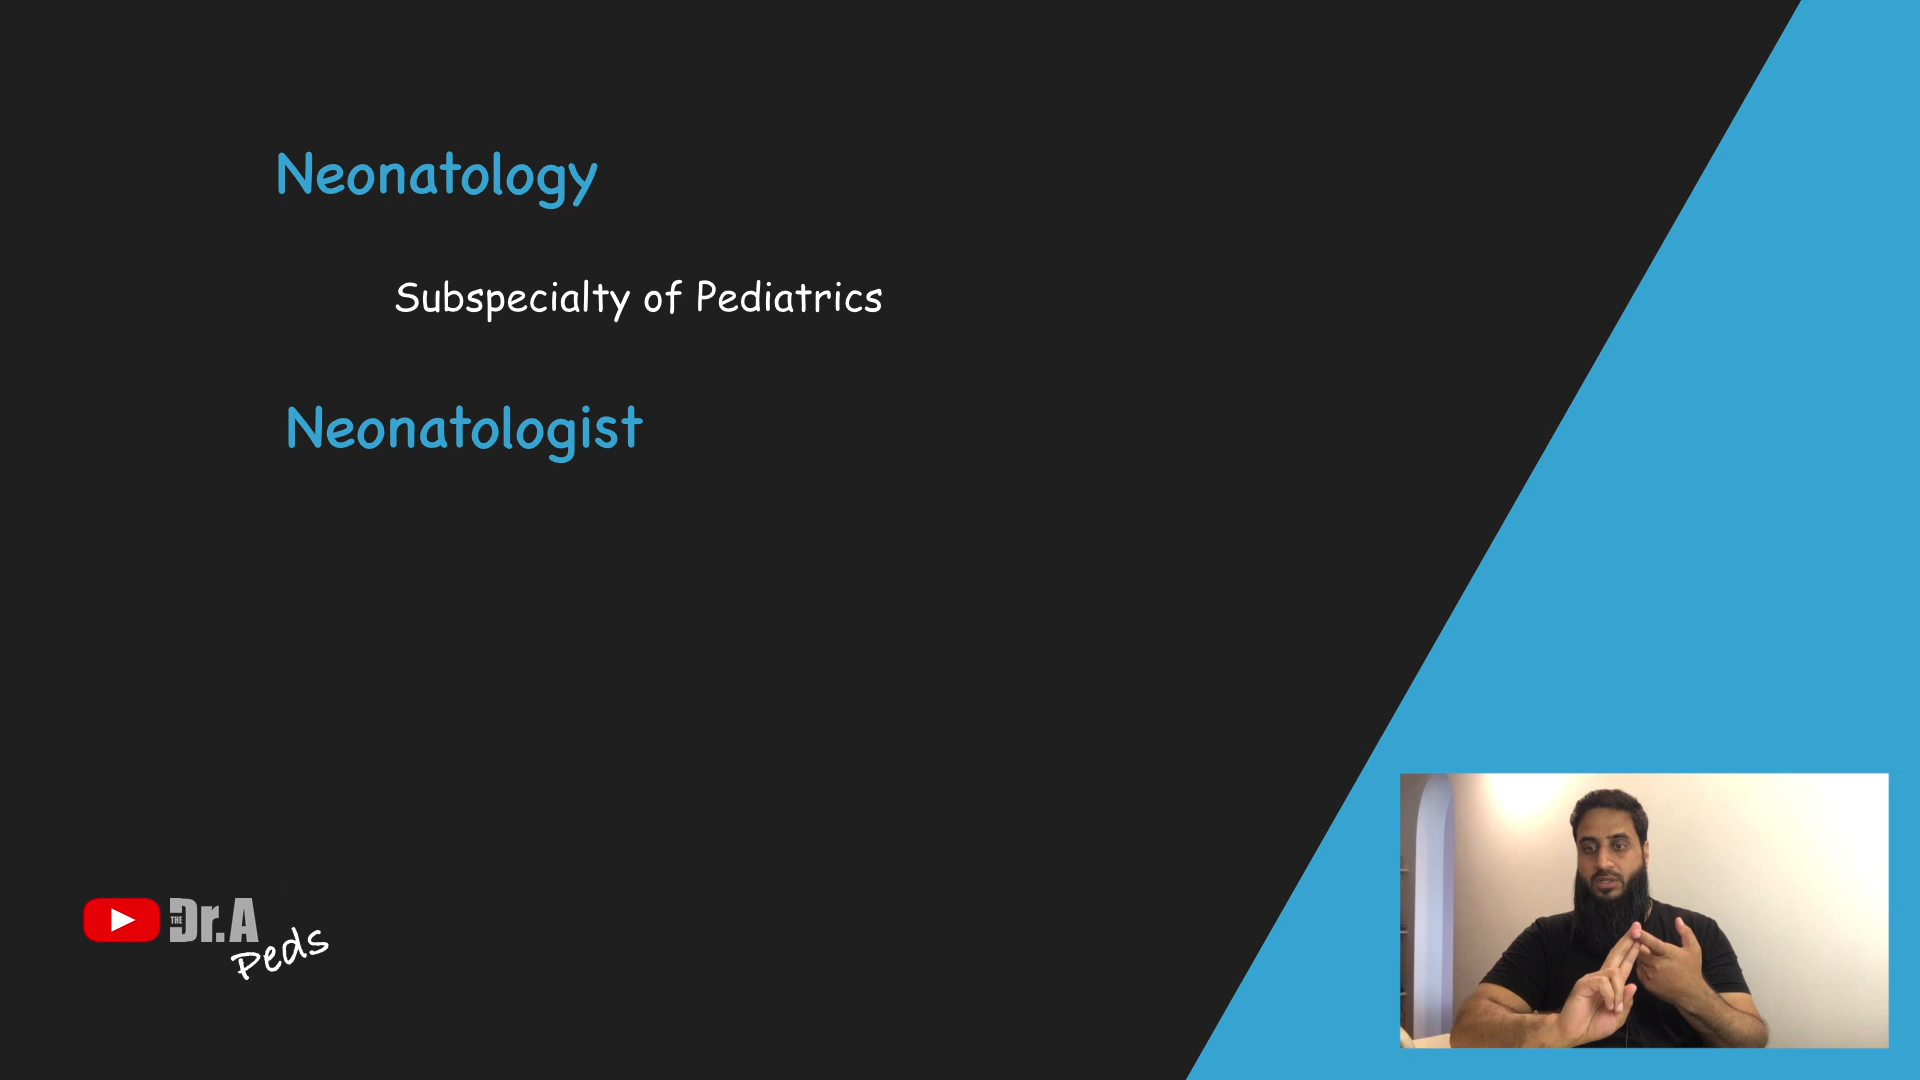 Neonatology
Subspecialty of Pediatrics
Neonatologist
THE Dr.A
Peds